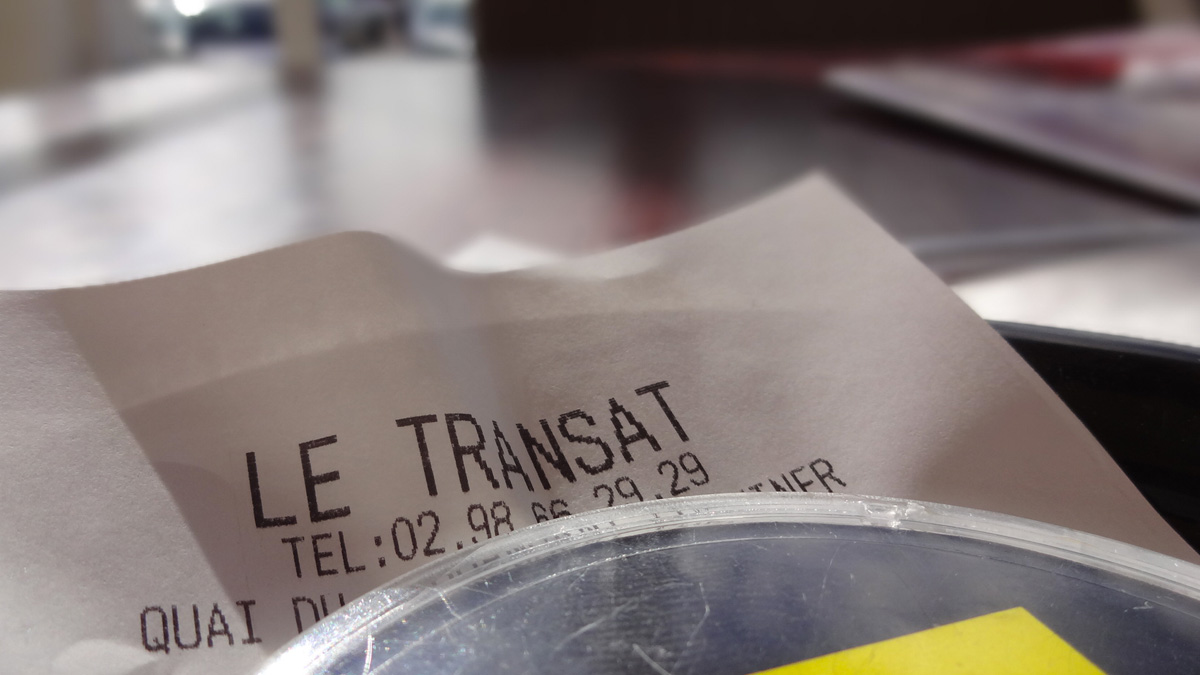 LE TRANSAT
TEL:02.98.66.29.29
QUAI DU